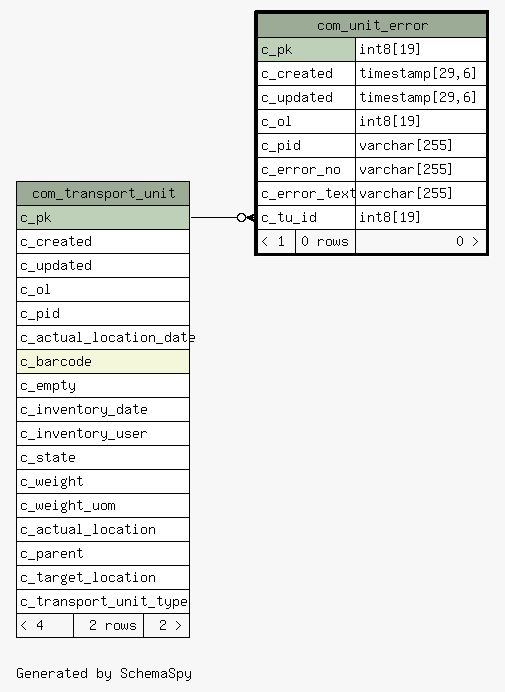 com_unit_error
c_pk int8[19]
c_created timestamp[29,6]
c_updated timestamp[29,6]
c_ol int8[19]
c_pid varchar[255]
c_error_no varchar[255]
c_error_text varchar[255]
c_tu_id int8[19]
< 1 0 rows 0 >
com_transport_unit
c_pk
c_created
c_updated
c_ol
c_pid
c_actual_location_date
c_barcode
c_empty
c_inventory_date
c_inventory_user
c_state
c_weight
c_weight_uom
c_actual_location
c_parent
c_target_location
c_transport_unit_type
< 4 2 rows 2 >
Generated by SchemaSpy